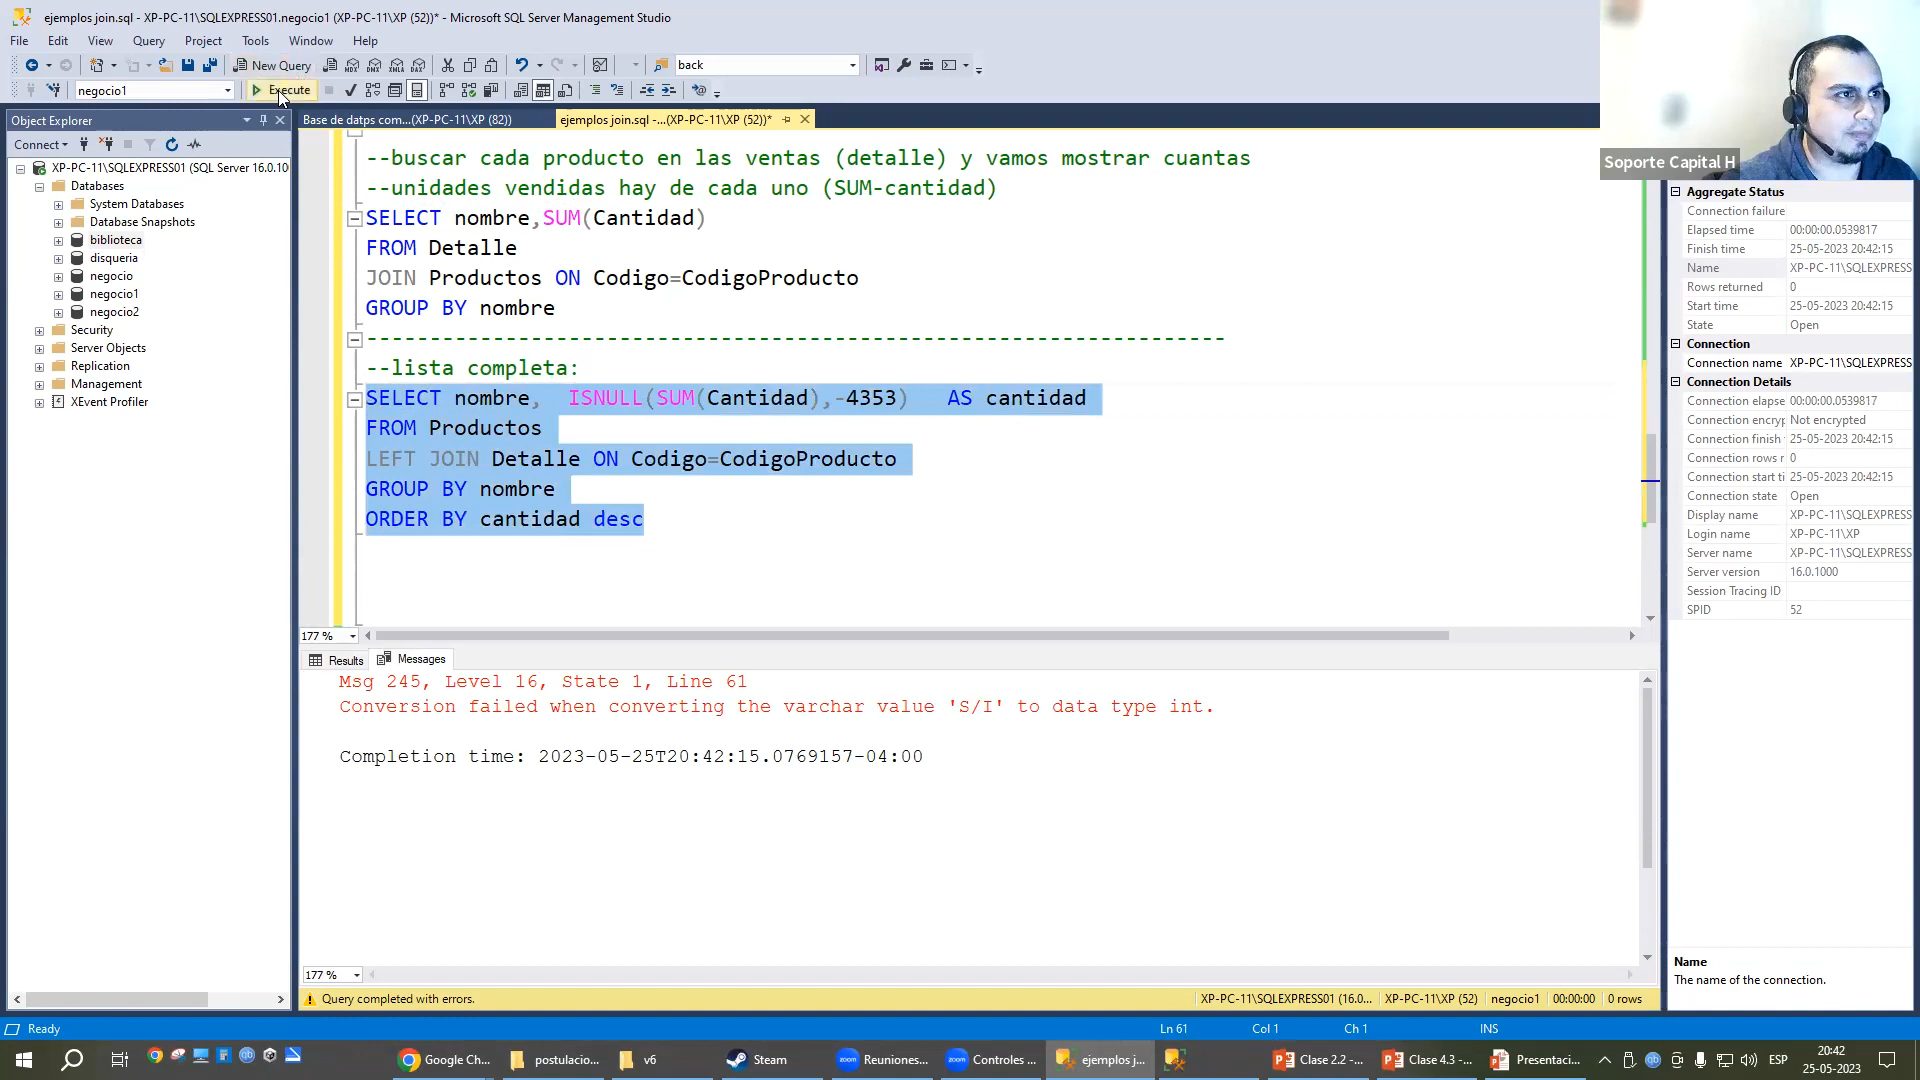 ejemplos join.sql - XP-PC-11\SQLEXPRESS01.negocio1 (XP-PC-11\XP (52))* - Microsoft SQL Server Management Studio
File Edit View Query Project Tools Window Help
New Query
back
negocio1
Execute
Object Explorer
Base de datps com...(XP-PC-11\XP (82))
ejemplos join.sql -...(XP-PC-11\XP (52))*
Connect
XP-PC-11\SQLEXPRESS01 (SQL Server 16.0.10
Databases
System Databases
Database Snapshots
biblioteca
disqueria
negocio
negocio1
negocio2
Security
Server Objects
Replication
Management
XEvent Profiler
--buscar cada producto en las ventas (detalle) y vamos mostrar cuantas
--unidades vendidas hay de cada uno (SUM-cantidad)
SELECT nombre,SUM(Cantidad)
FROM Detalle
JOIN Productos ON Codigo=CodigoProducto
GROUP BY nombre
--------------------------------------------------------------------
--lista completa:
SELECT nombre,  ISNULL(SUM(Cantidad),-4353)   AS cantidad
FROM Productos
LEFT JOIN Detalle ON Codigo=CodigoProducto
GROUP BY nombre
ORDER BY cantidad desc
177 %
Results
Messages
Msg 245, Level 16, State 1, Line 61
Conversion failed when converting the varchar value 'S/I' to data type int.
Completion time: 2023-05-25T20:42:15.0769157-04:00
177 %
Query completed with errors.
XP-PC-11\SQLEXPRESS01 (16.0... XP-PC-11\XP (52) negocio1 00:00:00 0 rows
Soporte Capital H
Aggregate Status
Connection failure
Elapsed time 00:00:00.0539817
Finish time 25-05-2023 20:42:15
Name XP-PC-11\SQLEXPRESS
Rows returned 0
Start time 25-05-2023 20:42:15
State Open
Connection
Connection name XP-PC-11\SQLEXPRESS
Connection Details
Connection elapse 00:00:00.0539817
Connection encryp Not encrypted
Connection finish 25-05-2023 20:42:15
Connection rows r 0
Connection start ti 25-05-2023 20:42:15
Connection state Open
Display name XP-PC-11\SQLEXPRESS
Login name XP-PC-11\XP
Server name XP-PC-11\SQLEXPRESS
Server version 16.0.1000
Session Tracing ID
SPID 52
Name
The name of the connection.
Ready
Ln 61 Col 1 Ch 1 INS
Google Ch... postulacio... v6 Steam Reuniones... Controles ... ejemplos j... Clase 2.2 -... Clase 4.3 -... Presentaci... ESP
20:42
25-05-2023